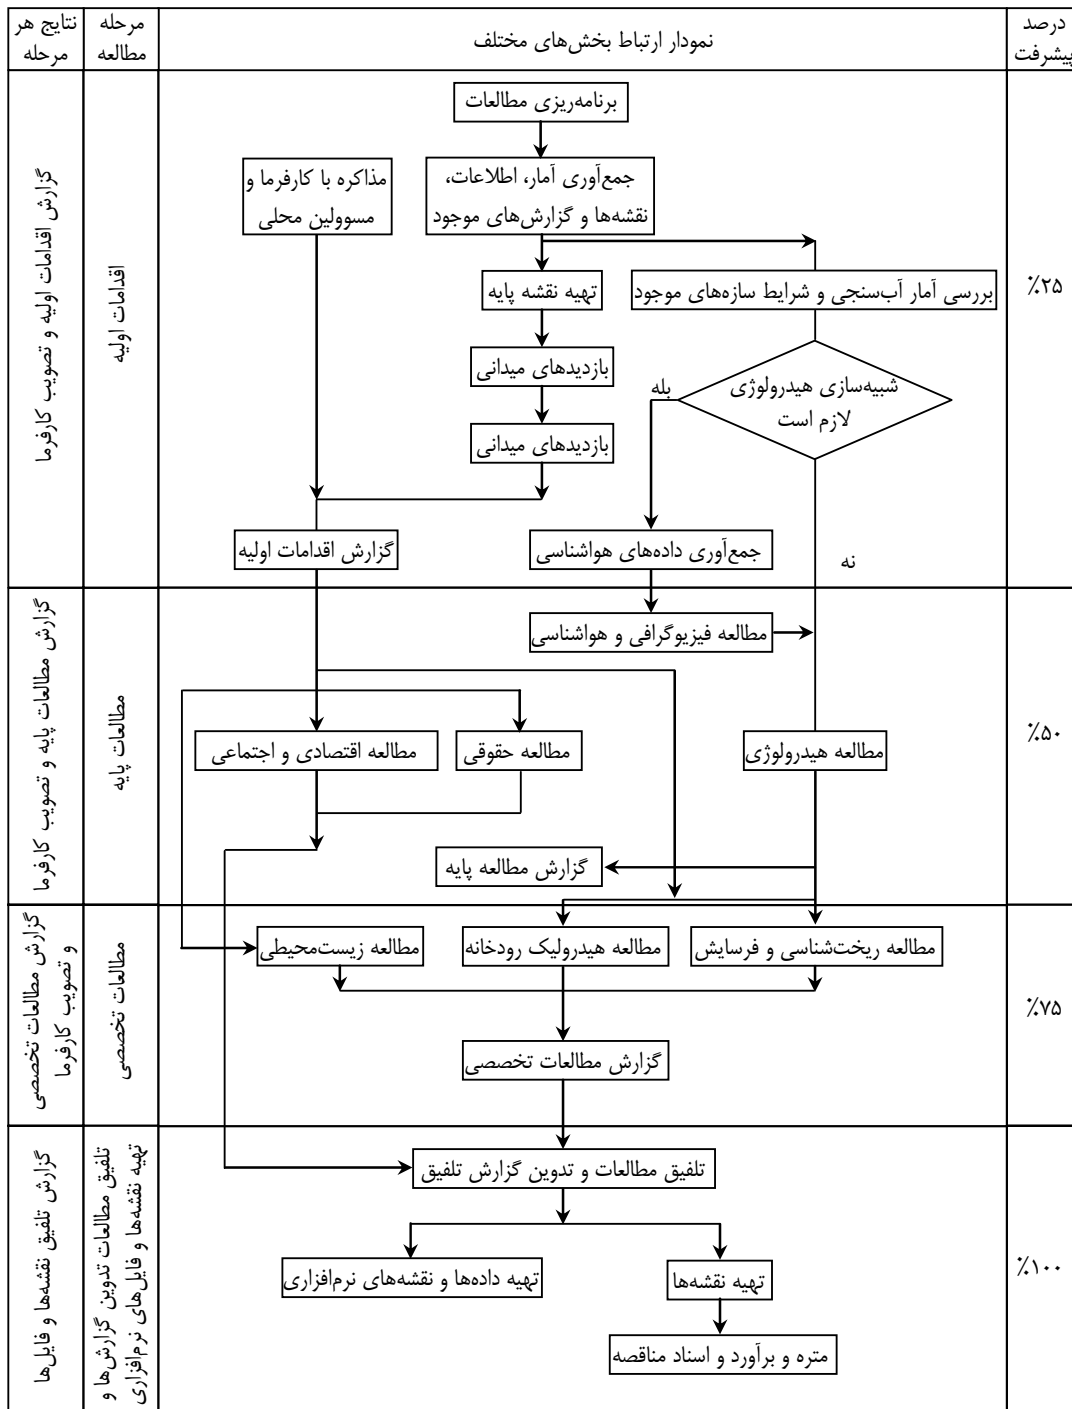 درصد
پیشرفت
نمودار ارتباط بخش‌های مختلف
مرحله
مطالعه
نتایج هر
مرحله
٪۲۵
برنامه‌ریزی مطالعات
جمع‌آوری آمار، اطلاعات،
نقشه‌ها و گزارش‌های موجود
مذاکره با کارفرما و
مسوولین محلی
بررسی آمار آب‌سنجی و شرایط سازه‌های موجود
تهیه نقشه پایه
بازدیدهای میدانی
شبیه‌سازی هیدرولوژی
لازم است
بله
بازدیدهای میدانی
جمع‌آوری داده‌های هواشناسی
گزارش اقدامات اولیه
نه
اقدامات اولیه
گزارش اقدامات اولیه و تصویب کارفرما
٪۵۰
مطالعه فیزیوگرافی و هواشناسی
مطالعه هیدرولوژی
مطالعه حقوقی
مطالعه اقتصادی و اجتماعی
گزارش مطالعه پایه
مطالعات پایه
گزارش مطالعات پایه و تصویب کارفرما
٪۷۵
مطالعه ریخت‌شناسی و فرسایش
مطالعه هیدرولیک رودخانه
مطالعه زیست‌محیطی
گزارش مطالعات تخصصی
مطالعات تخصصی
گزارش مطالعات تخصصی
و تصویب کارفرما
٪۱۰۰
تلفیق مطالعات و تدوین گزارش تلفیق
تهیه نقشه‌ها
تهیه داده‌ها و نقشه‌های نرم‌افزاری
متره و برآورد و اسناد مناقصه
تلفیق مطالعات تدوین گزارش‌ها و
تهیه نقشه‌ها و فایل‌های نرم‌افزاری
گزارش تلفیق نقشه‌ها و فایل‌ها